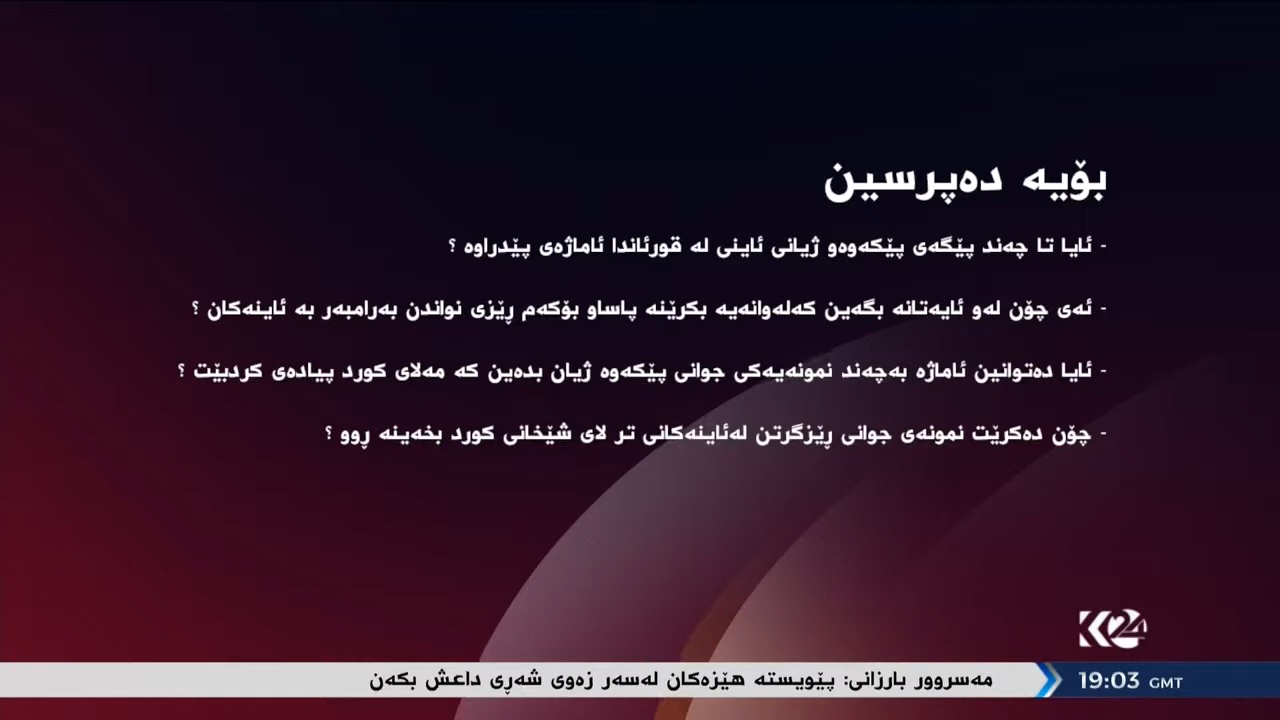 بۆیە دەپرسین
- ئایا تا چەند پێگەی پێکەوەو ژیانی ئاینی لە قورئاندا ئاماژەی پێدراوە ؟
- ئەی چۆن لەو ئایەتانە بگەین کەلەوانەیە بکرێنە پاساو بۆکەم ڕێزی نواندن بەرامبەر بە ئاینەکان ؟
- ئایا دەتوانین ئاماژە بەچەند نمونەیەکی جوانی پێکەوە ژیان بدەین کە مەلای کورد پیادەی کردبێت ؟
- چۆن دەکرێت نمونەی جوانی ڕێزگرتن لەئاینەکانی تر لای شێخانی کورد بخەینە ڕوو ؟
K24
مەسروور بارزانی: پێویستە هێزەکان لەسەر زەوی شەڕی داعش بکەن
19:03 GMT